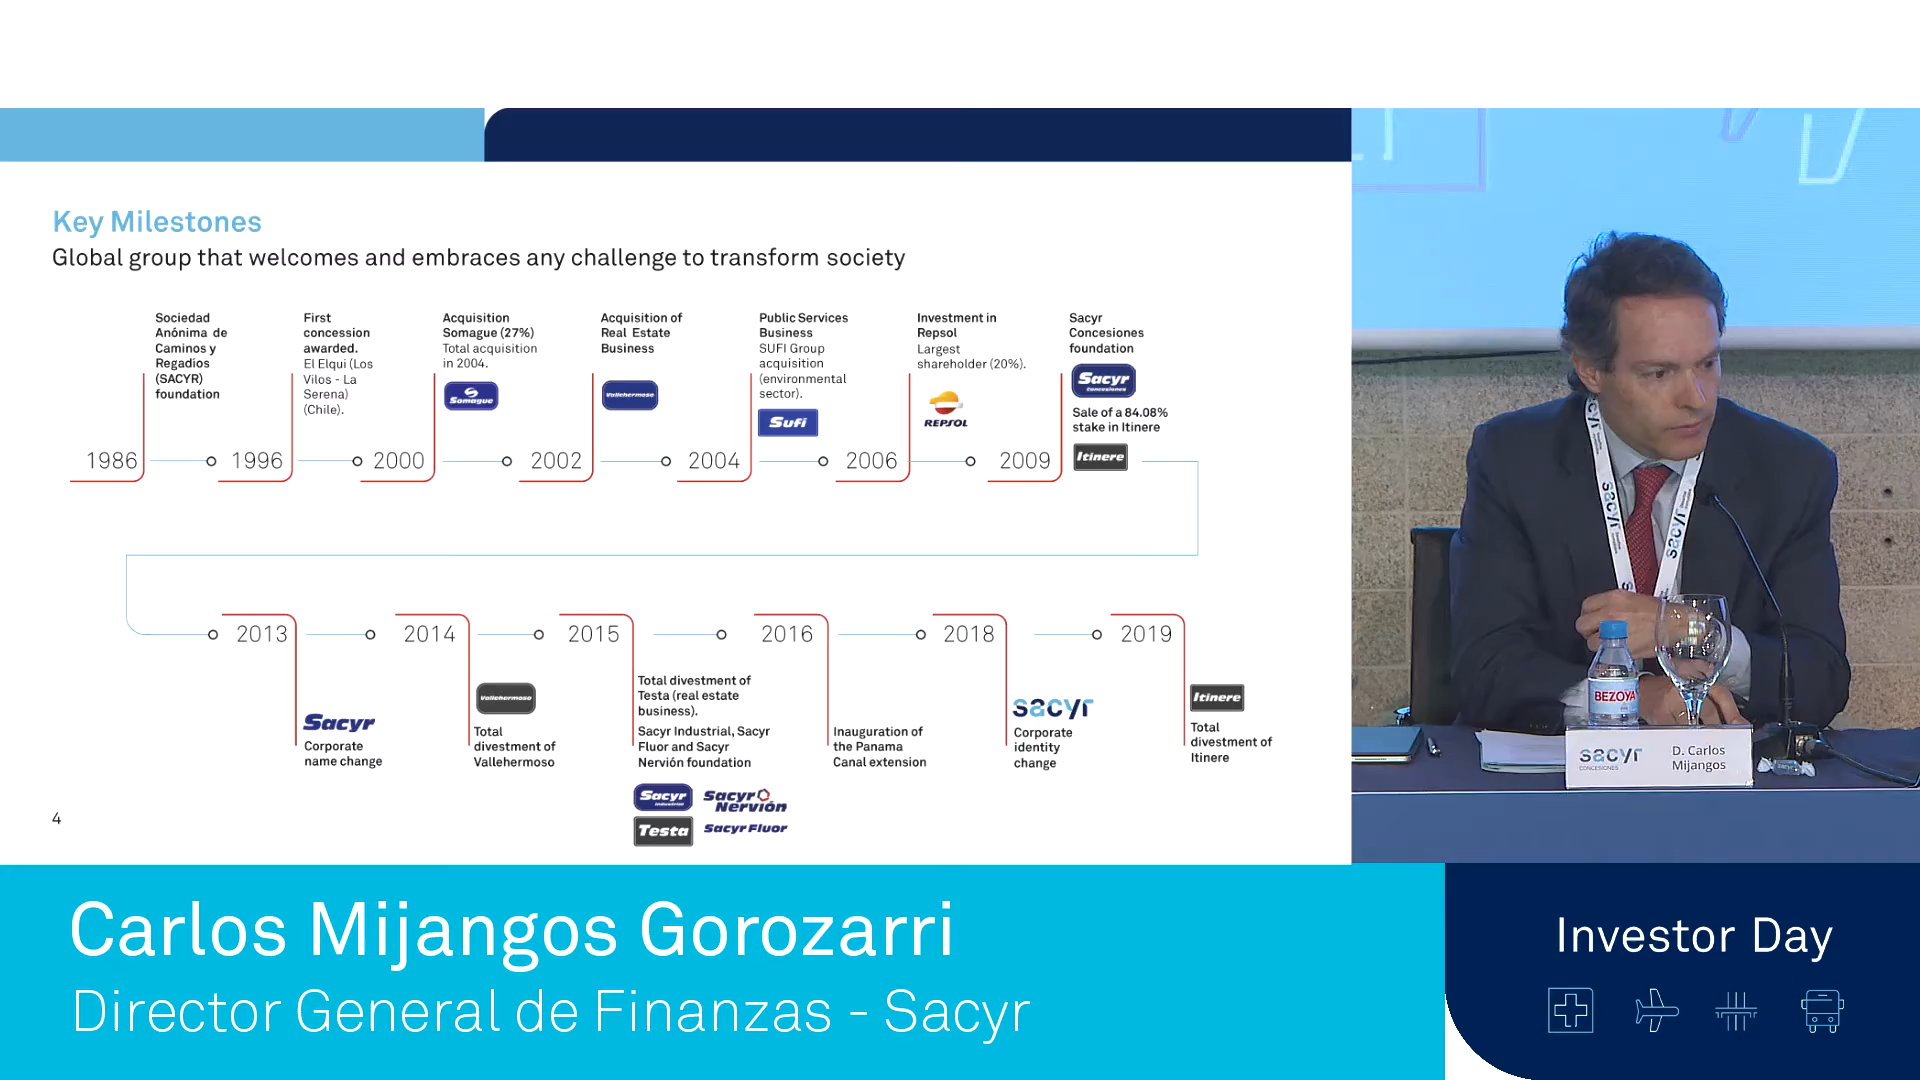 Key Milestones
Global group that welcomes and embraces any challenge to transform society
1986
Sociedad
Anónima de
Caminos y
Regadios
(SACYR)
foundation
1996
First
concession
awarded.
El Elqui (Los
Vilos - La
Serena)
(Chile).
2000
Acquisition
Somague (27%)
Total acquisition
in 2004.
Somague
2002
Acquisition of
Real Estate
Business
Vallehermoso
2004
Public Services
Business
SUFI Group
acquisition
(environmental
sector).
Sufi
2006
Investment in
Repsol
Largest
shareholder (20%).
REPSOL
2009
Sacyr
Concesiones
foundation
Sacyr
Concesiones
Sale of a 84.08%
stake in Itinere
Itinere
2013
Sacyr
Corporate
name change
2014
Vallehermoso
Total
divestment of
Vallehermoso
2015
Total divestment of
Testa (real estate
business).
Sacyr Industrial, Sacyr
Fluor and Sacyr
Nervión foundation
Sacyr
Industrial
Sacyr
Nervión
Testa
Sacyr Fluor
2016
Inauguration of
the Panama
Canal extension
2018
sacyr
Corporate
identity
change
2019
Itinere
Total
divestment of
Itinere
4
sacyr
sacyr
BEZOYA
sacyr
CONCESIONES
D. Carlos
Mijangos
Carlos Mijangos Gorozarri
Director General de Finanzas - Sacyr
Investor Day